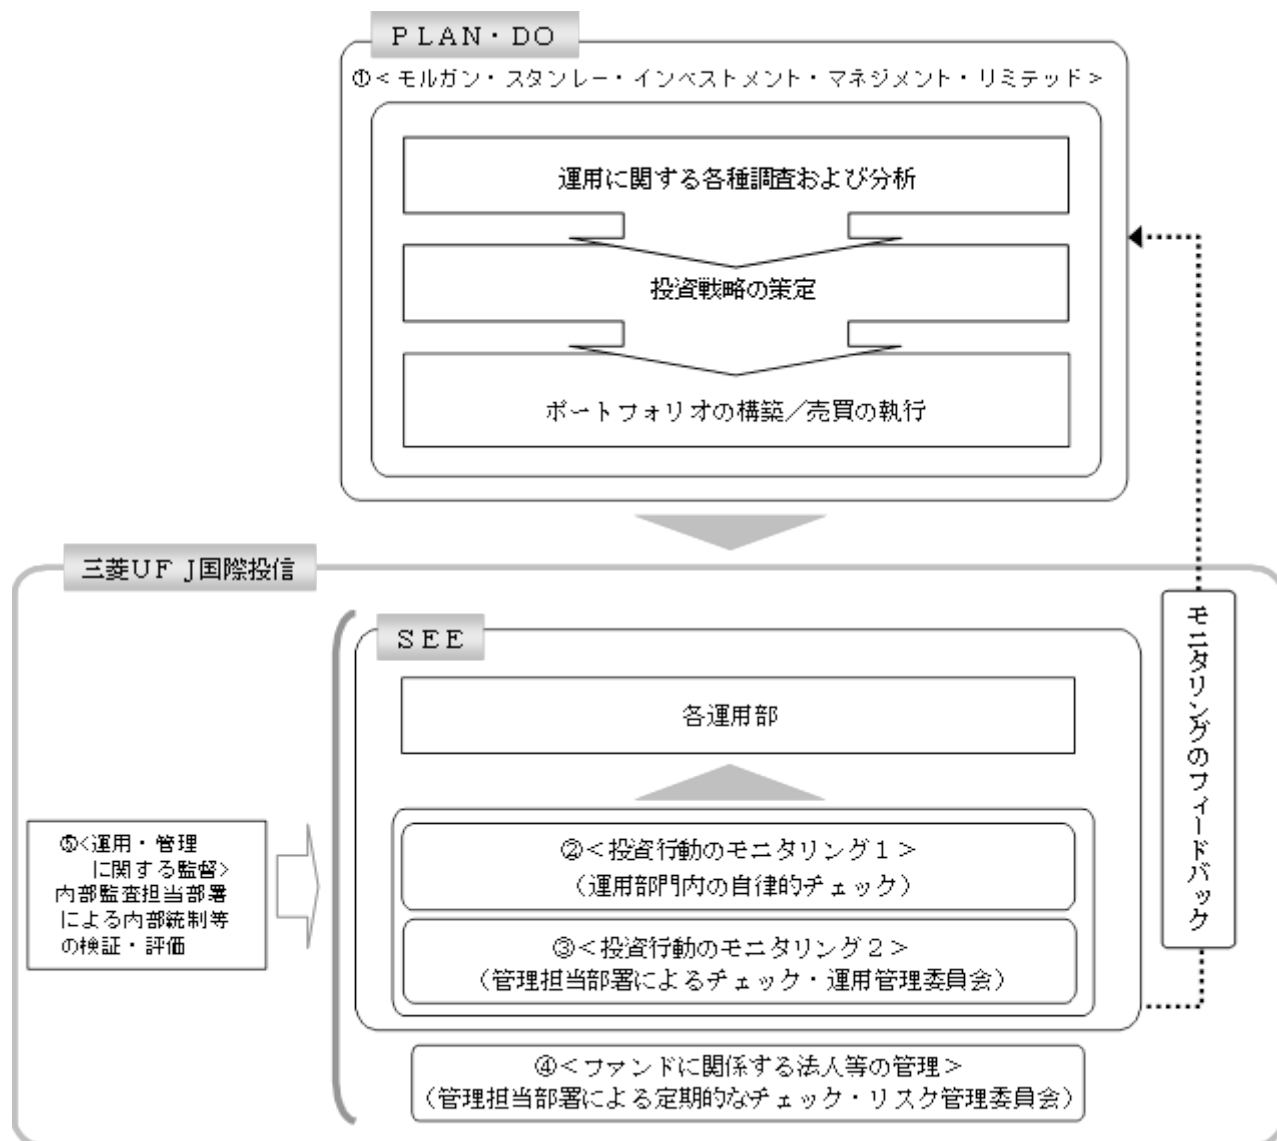 PLAN・DO
①<モルガン・スタンレー・インベストメント・マネジメント・リミテッド>
運用に関する各種調査および分析
投資戦略の策定
ポートフォリオの構築／売買の執行
三菱UFJ国際投信
SEE
各運用部
②<投資行動のモニタリング１>
（運用部門内の自律的チェック）
③<投資行動のモニタリング２>
（管理担当部署によるチェック・運用管理委員会）
④<ファンドに関係する法人等の管理>
（管理担当部署による定期的なチェック・リスク管理委員会）
⑤<運用・管理
に関する監督>
内部監査担当部署
による内部統制等
の検証・評価
モニタリングのフィードバック